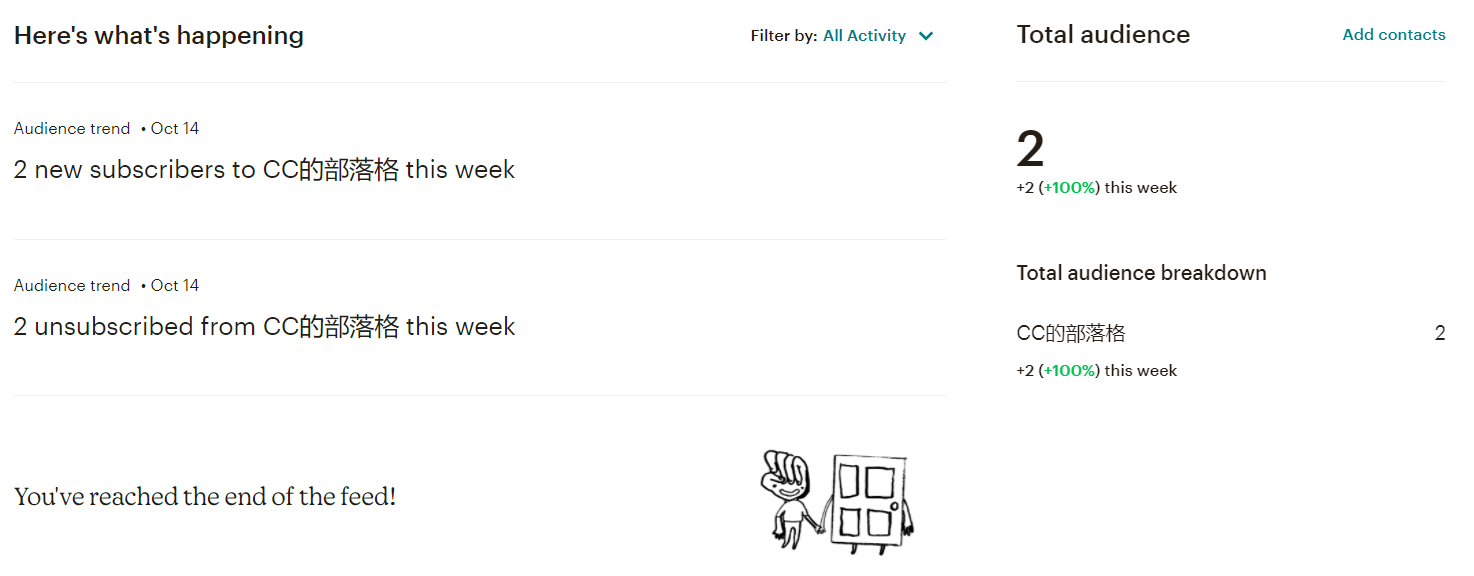 Here's what's happening
Filter by: All Activity
Audience trend • Oct 14
2 new subscribers to CC的部落格 this week
Audience trend • Oct 14
2 unsubscribed from CC的部落格 this week
You've reached the end of the feed!
Total audience
Add contacts
2
+2 (+100%) this week
Total audience breakdown
CC的部落格 2
+2 (+100%) this week